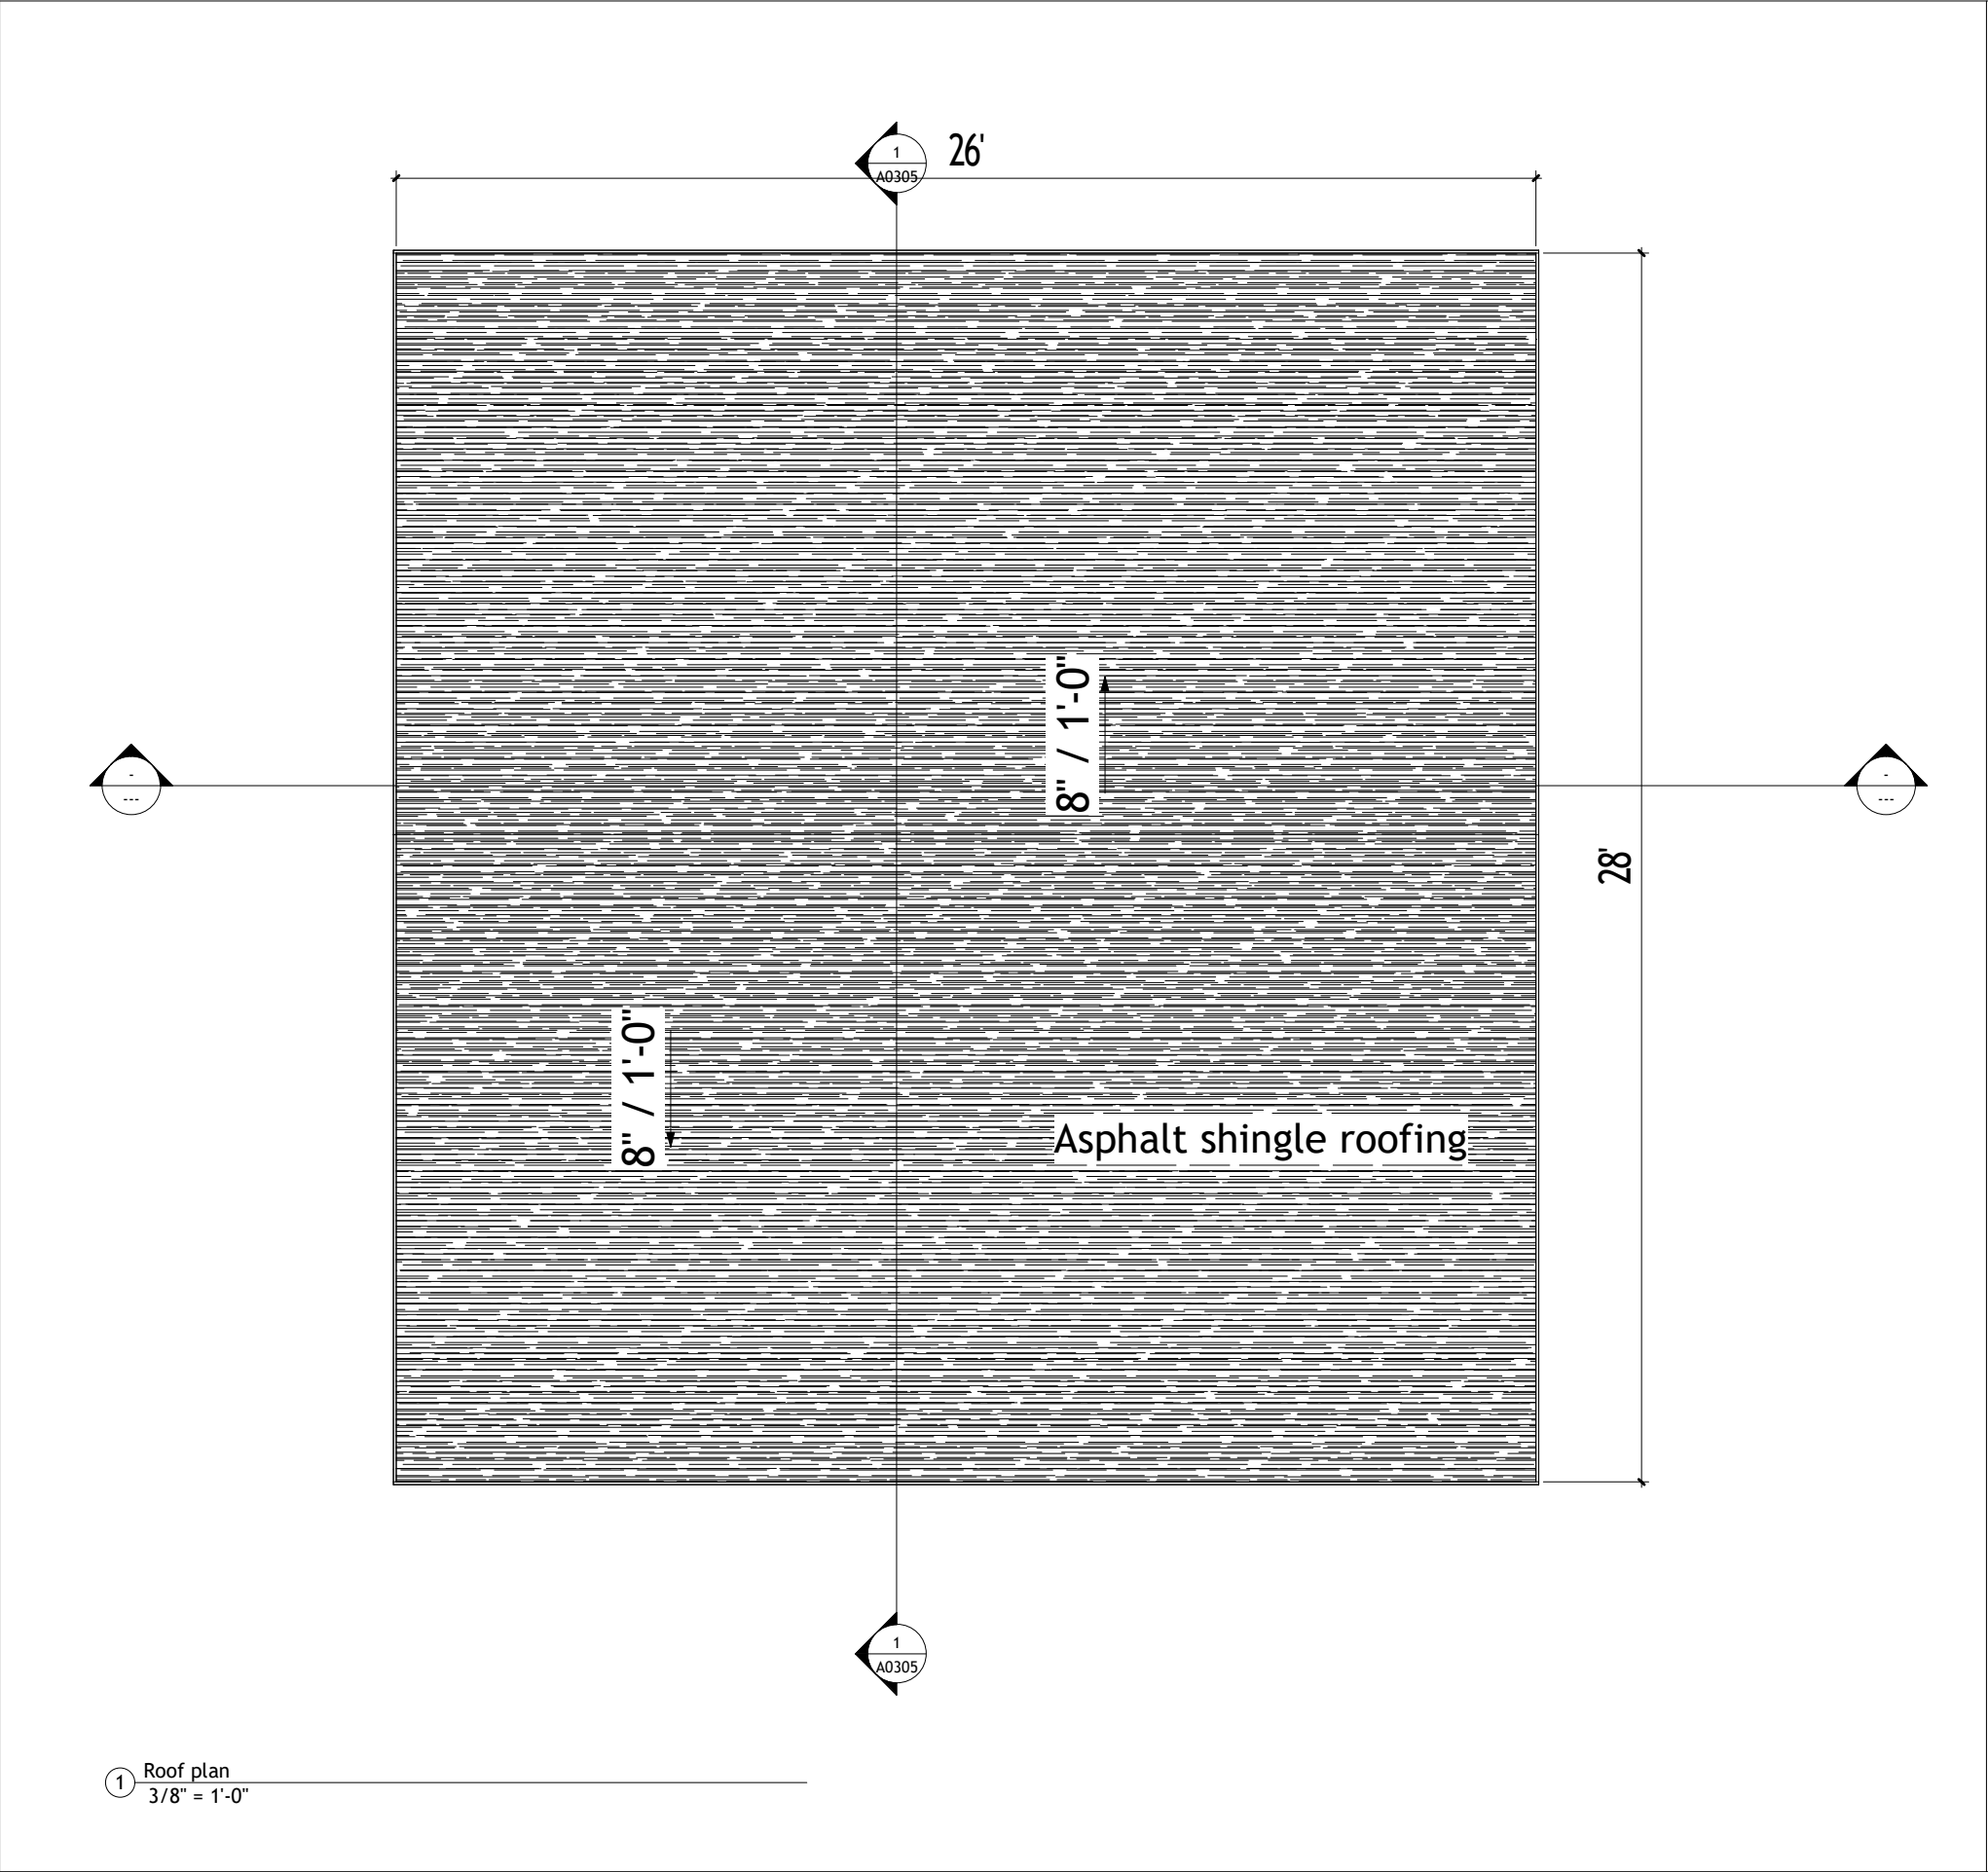 1
A0305
26'
8" / 1'-0"
-
---
-
---
28'
8" / 1'-0"
Asphalt shingle roofing
1
A0305
1
Roof plan
3/8" = 1'-0"